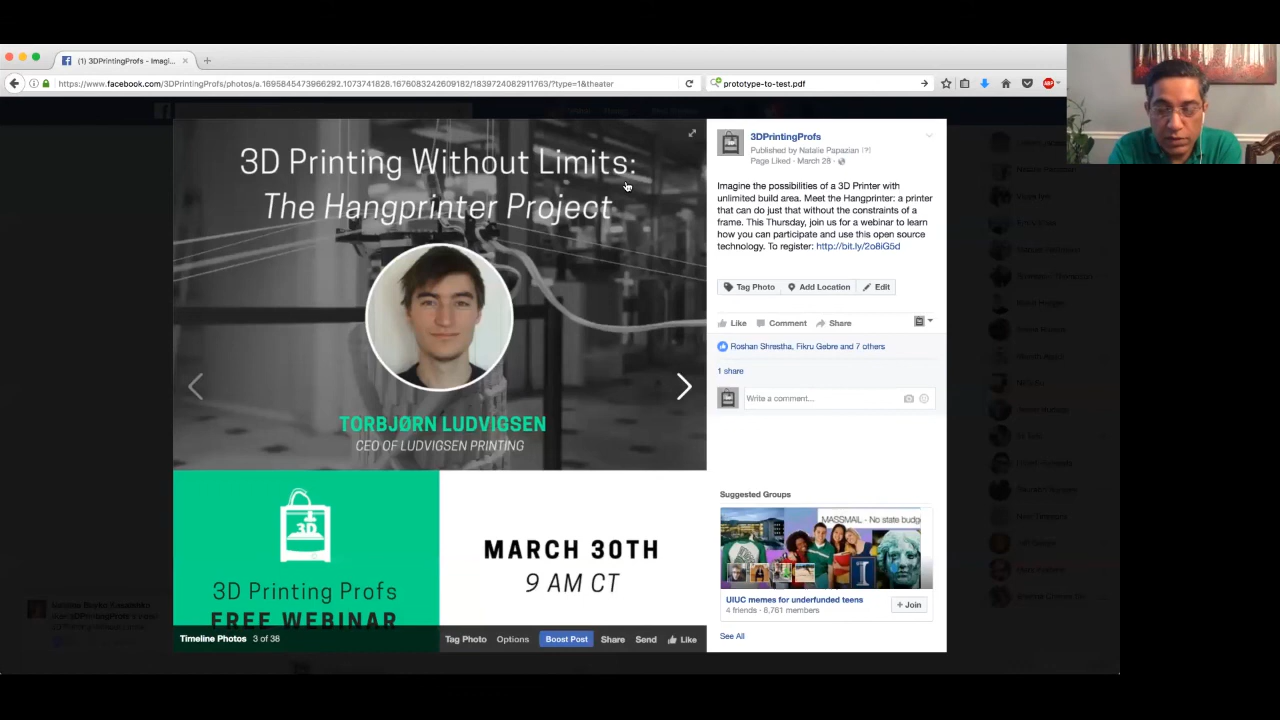 (1) 3DPrintingProfs - Imagi...
https://www.facebook.com/3DPrintingProfs/photos/a.1695845473966292.1073741828.1676083242609182/1839724082911763/?type=1&theater
prototype-to-test.pdf
3D Printing Without Limits:
The Hangprinter Project
TORBJØRN LUDVIGSEN
CEO OF LUDVIGSEN PRINTING
3D
3D Printing Profs
FREE WEBINAR
MARCH 30TH
9 AM CT
Timeline Photos 3 of 38
Tag Photo Options Boost Post Share Send Like
3DPrintingProfs
Published by Natalie Papazian [?]
Page Liked · March 28 ·
Imagine the possibilities of a 3D Printer with
unlimited build area. Meet the Hangprinter: a printer
that can do just that without the constraints of a
frame. This Thursday, join us for a webinar to learn
how you can participate and use this open source
technology. To register: http://bit.ly/2o8iG5d
Tag Photo Add Location Edit
Like Comment Share
Roshan Shrestha, Fikru Gebre and 7 others
1 share
Write a comment...
Suggested Groups
MASSMAIL - No state budg
UIUC memes for underfunded teens
4 friends · 8,761 members
+ Join
See All